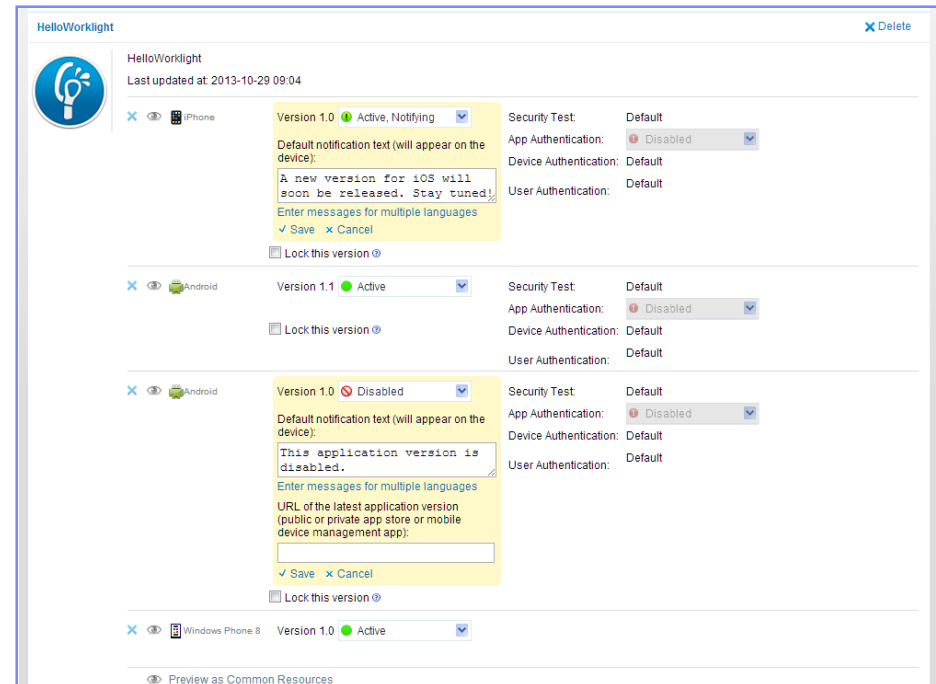 HelloWorklight
Delete
HelloWorklight
Last updated at: 2013-10-29 09:04
iPhone
Version 1.0 Active, Notifying
Default notification text (will appear on the
device):
A new version for iOS will
soon be released. Stay tuned!
Enter messages for multiple languages
Save Cancel
Lock this version
Security Test: Default
App Authentication: Disabled
Device Authentication: Default
User Authentication: Default
Android
Version 1.1 Active
Lock this version
Security Test: Default
App Authentication: Disabled
Device Authentication: Default
User Authentication: Default
Android
Version 1.0 Disabled
Default notification text (will appear on the
device):
This application version is
disabled.
Enter messages for multiple languages
URL of the latest application version
(public or private app store or mobile
device management app):
Save Cancel
Lock this version
Security Test: Default
App Authentication: Disabled
Device Authentication: Default
User Authentication: Default
Windows Phone 8
Version 1.0 Active
Preview as Common Resources